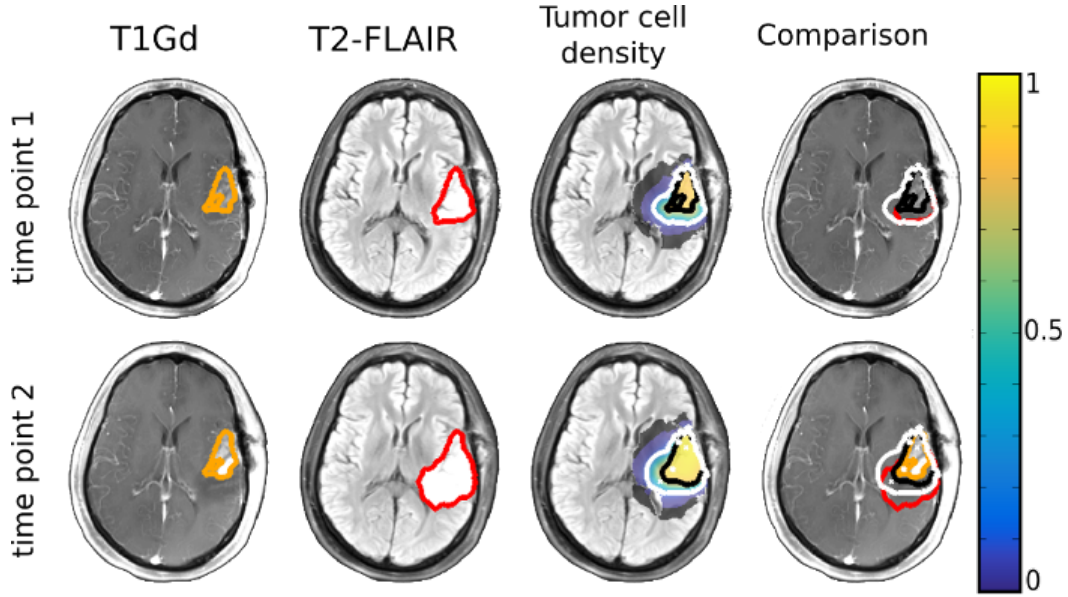 T1Gd
T2-FLAIR
Tumor cell
density
Comparison
time point 1
time point 2
1
0.5
0